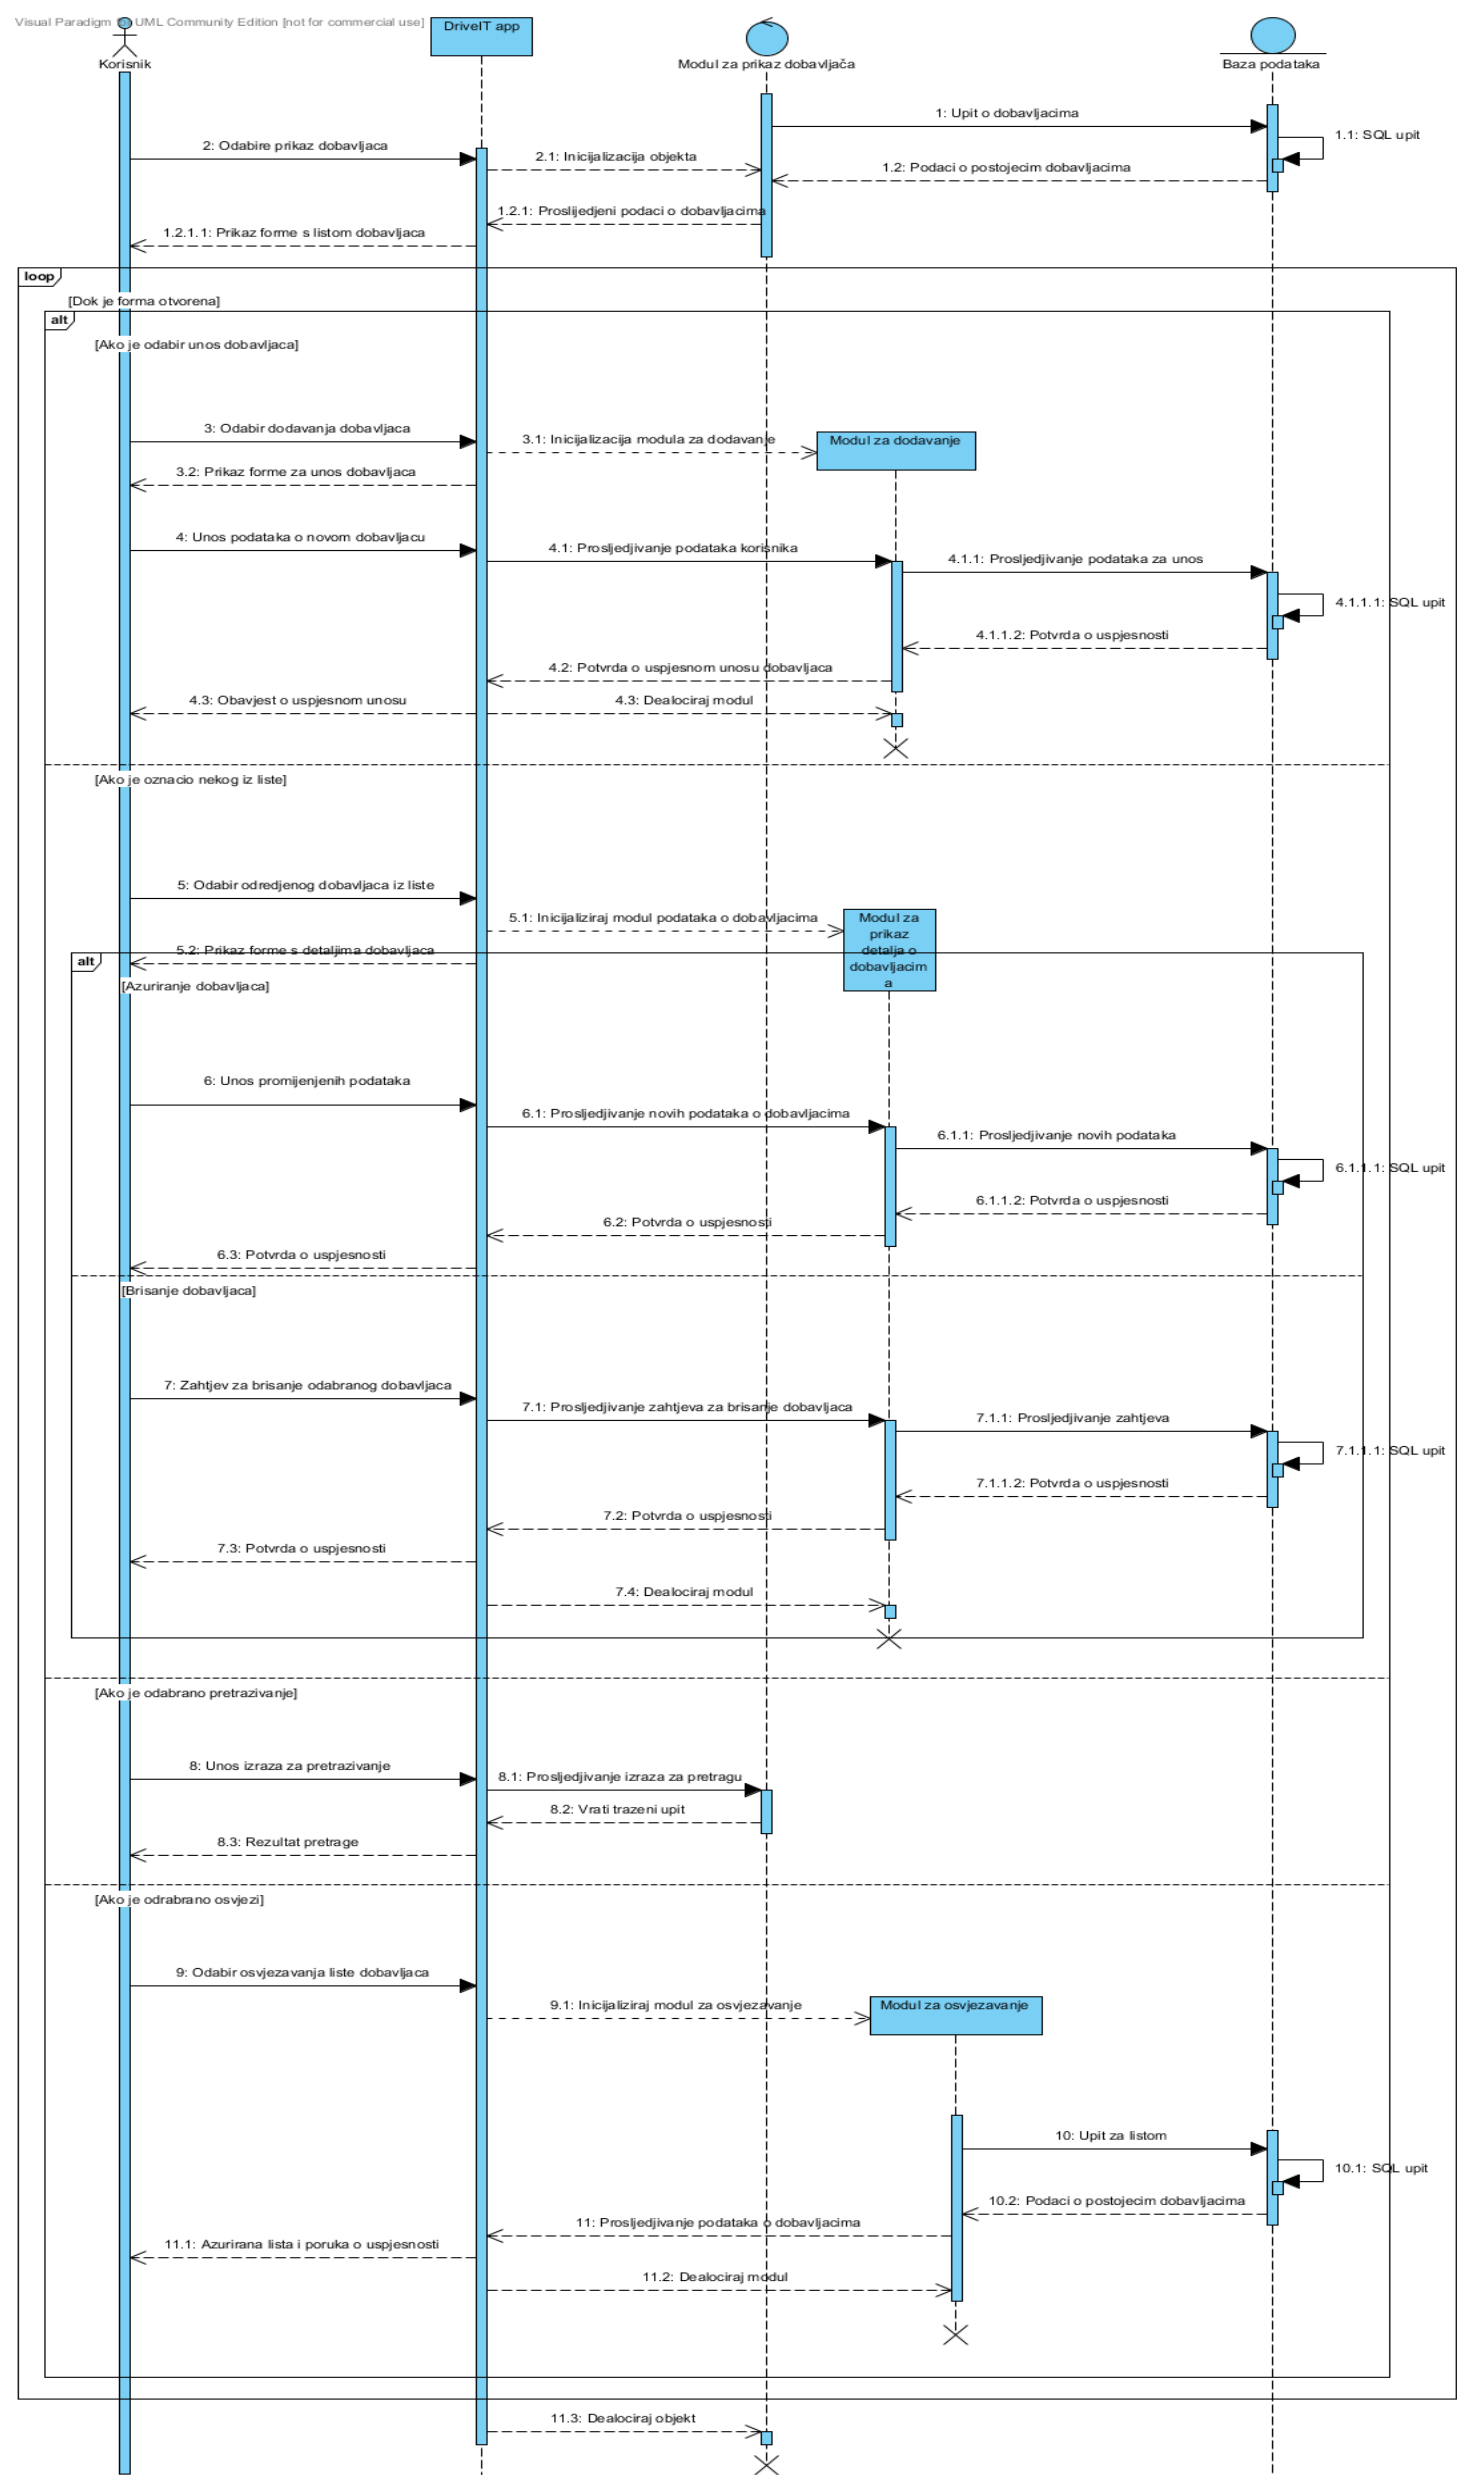 Visual Paradigm for UML Community Edition [not for commercial use]
DriveIT app
Korisnik
Modul za prikaz dobavljača
Baza podataka
1: Upit o dobavljacima
1.1: SQL upit
2: Odabire prikaz dobavljaca
2.1: Inicijalizacija objekta
1.2: Podaci o postojecim dobavljacima
1.2.1: Proslijedjeni podaci o dobavljacima
1.2.1.1: Prikaz forme s listom dobavljaca
loop
[Dok je forma otvorena]
alt
[Ako je odabir unos dobavljaca]
3: Odabir dodavanja dobavljaca
3.1: Inicijalizacija modula za dodavanje
Modul za dodavanje
3.2: Prikaz forme za unos dobavljaca
4: Unos podataka o novom dobavljacu
4.1: Prosljedjivanje podataka korisnika
4.1.1: Prosljedjivanje podataka za unos
4.1.1.1: SQL upit
4.1.1.2: Potvrda o uspjesnosti
4.2: Potvrda o uspjesnom unosu dobavljaca
4.3: Obavjest o uspjesnom unosu
4.3: Dealociraj modul
[Ako je oznacio nekog iz liste]
5: Odabir odredjenog dobavljaca iz liste
5.1: Inicijaliziraj modul podataka o dobavljacima
Modul za
prikaz
detalja o
dobavljacim
a
5.2: Prikaz forme s detaljima dobavljaca
alt
[Azuriranje dobavljaca]
6: Unos promijenjenih podataka
6.1: Prosljedjivanje novih podataka o dobavljacima
6.1.1: Prosljedjivanje novih podataka
6.1.1.1: SQL upit
6.1.1.2: Potvrda o uspjesnosti
6.2: Potvrda o uspjesnosti
6.3: Potvrda o uspjesnosti
[Brisanje dobavljaca]
7: Zahtjev za brisanje odabranog dobavljaca
7.1: Prosljedjivanje zahtjeva za brisanje dobavljaca
7.1.1: Prosljedjivanje zahtjeva
7.1.1.1: SQL upit
7.1.1.2: Potvrda o uspjesnosti
7.2: Potvrda o uspjesnosti
7.3: Potvrda o uspjesnosti
7.4: Dealociraj modul
[Ako je odabrano pretrazivanje]
8: Unos izraza za pretrazivanje
8.1: Prosljedjivanje izraza za pretragu
8.2: Vrati trazeni upit
8.3: Rezultat pretrage
[Ako je odrabrano osvjezi]
9: Odabir osvjezavanja liste dobavljaca
9.1: Inicijaliziraj modul za osvjezavanje
Modul za osvjezavanje
10: Upit za listom
10.1: SQL upit
10.2: Podaci o postojecim dobavljacima
11: Prosljedjivanje podataka o dobavljacima
11.1: Azurirana lista i poruka o uspjesnosti
11.2: Dealociraj modul
11.3: Dealociraj objekt